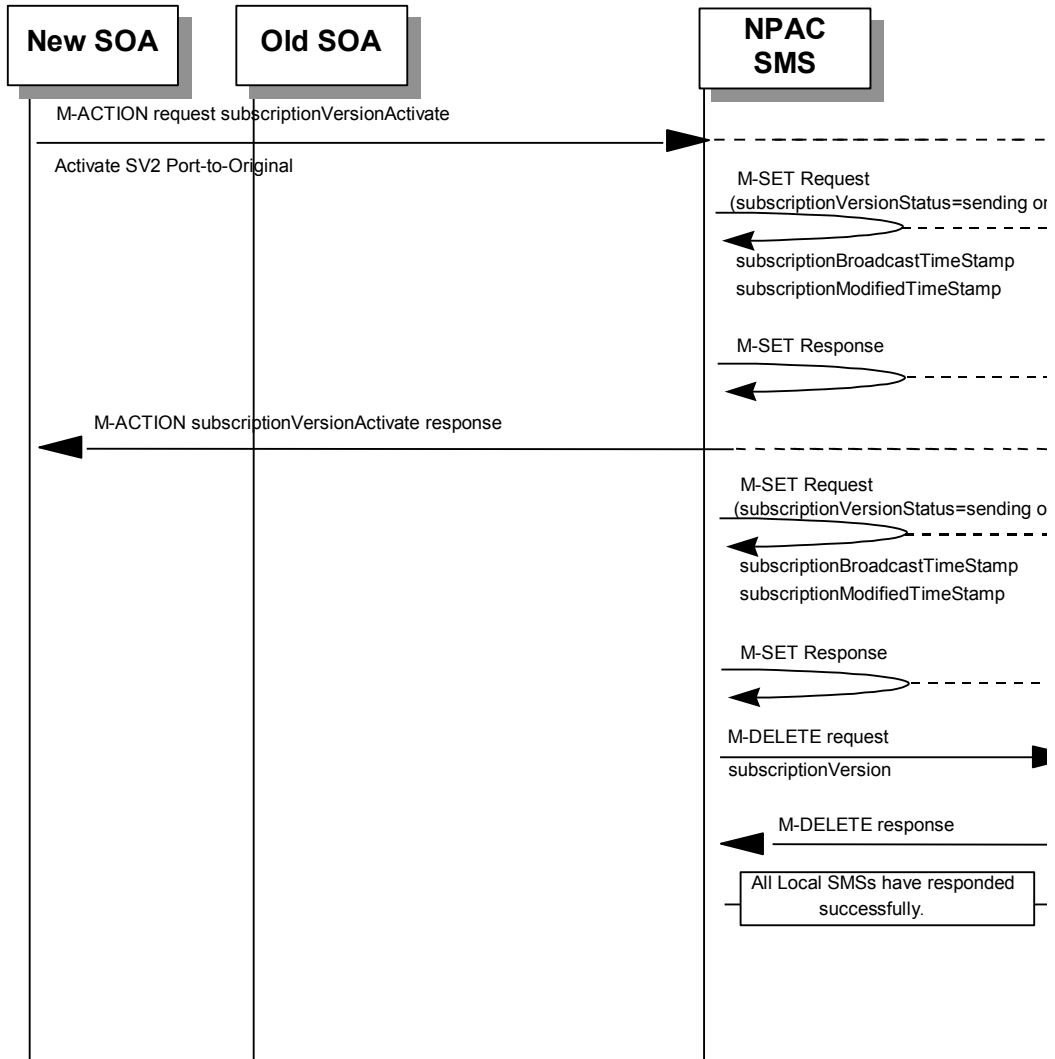 New SOA
Old SOA
NPAC
SMS
M-ACTION request subscriptionVersionActivate
Activate SV2 Port-to-Original
M-SET Request
(subscriptionVersionStatus=sending
subscriptionBroadcastTimeStamp
subscriptionModifiedTimeStamp
M-SET Response
M-ACTION subscriptionVersionActivate response
M-SET Request
(subscriptionVersionStatus=sending
subscriptionBroadcastTimeStamp
subscriptionModifiedTimeStamp
M-SET Response
M-DELETE request
subscriptionVersion
M-DELETE response
All Local SMSs have responded
successfully.